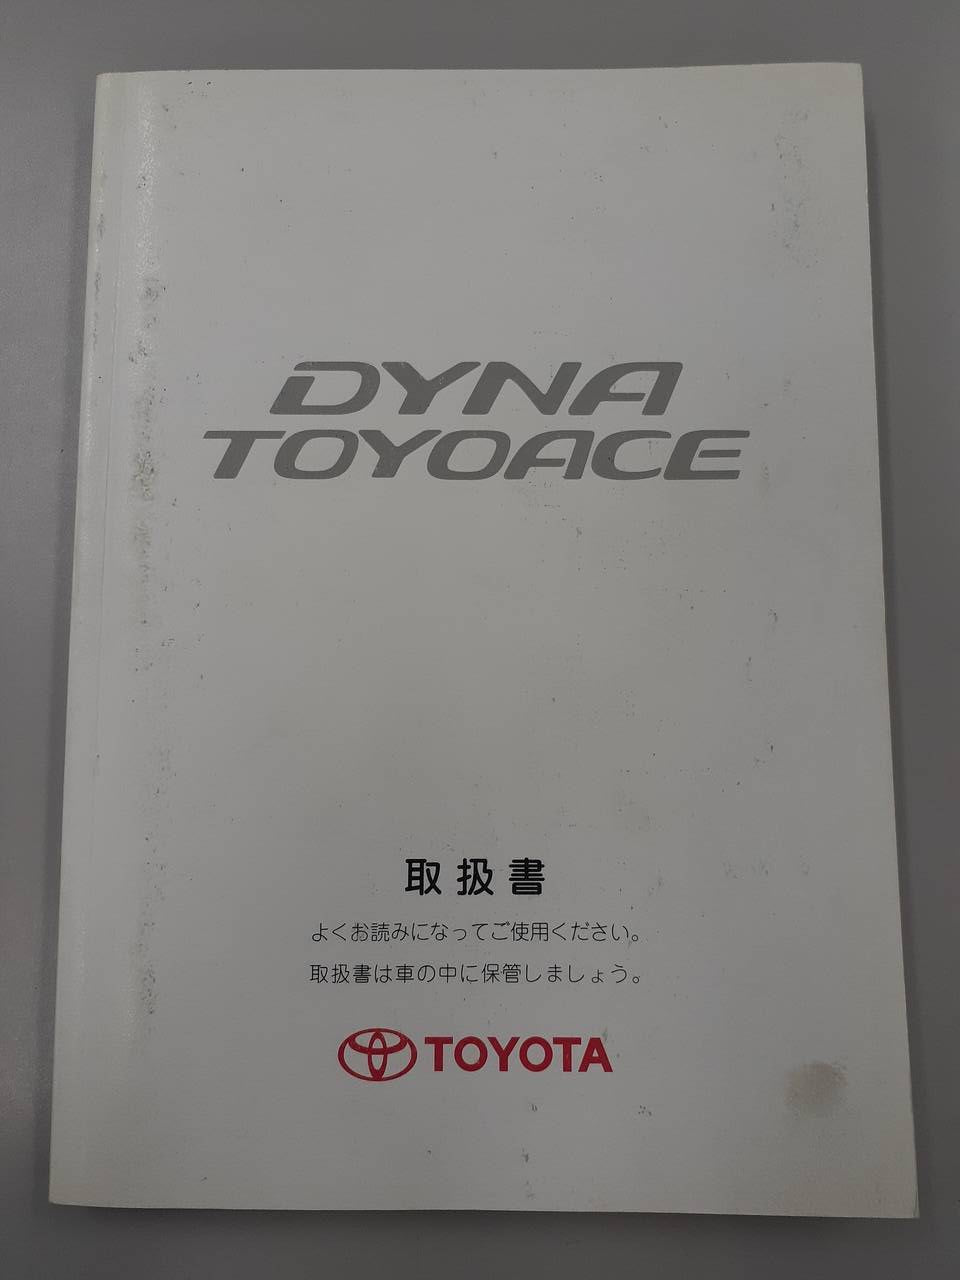 DYNA
TOYOACE
取扱書
よくお読みになってご使用ください。
取扱書は車の中に保管しましょう。
TOYOTA